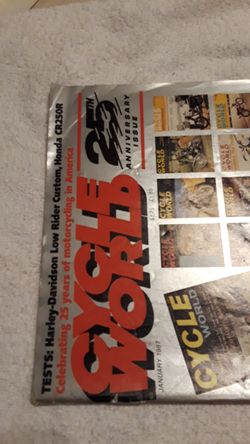 TESTS: Harley-Davidson Low Rider Custom, Honda CR250R
Celebrating 25 years of motorcycling in America
CYCLE
WORLD
25TH
ANNIVERSARY
ISSUE
JANUARY 1987
CYCLE
WORLD